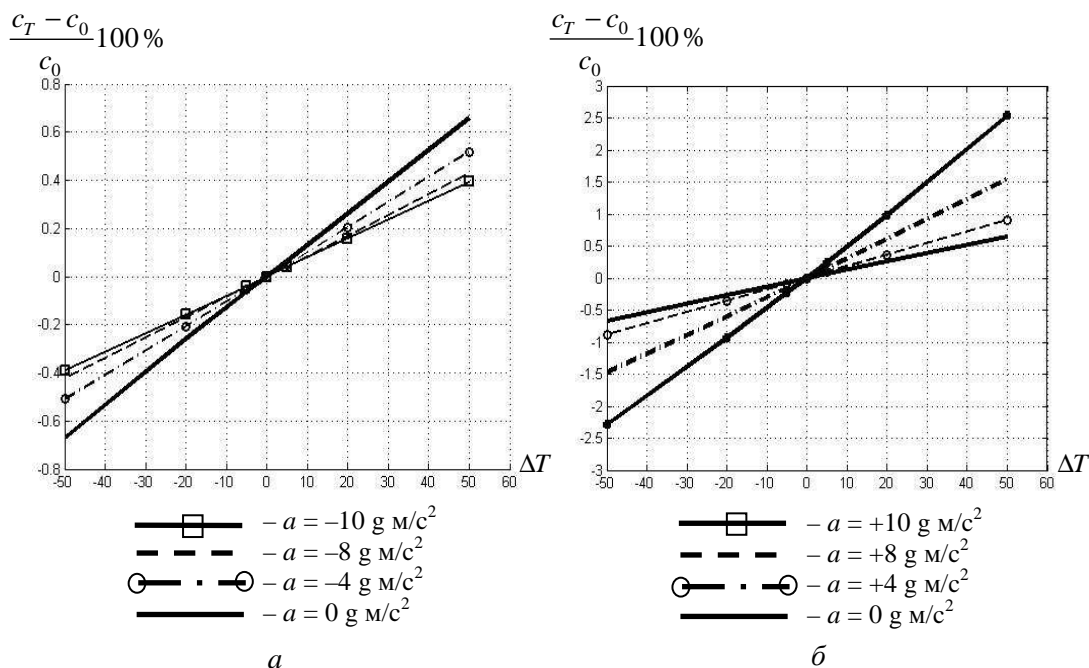 c_T − c_0 / c_0 100 %
c_T − c_0 / c_0 100 %
0.8
0.6
0.4
0.2
0
-0.2
-0.4
-0.6
-0.8
-50 -40 -30 -20 -10 0 10 20 30 40 50 60
ΔT
3
2.5
2
1.5
1
0.5
0
-0.5
-1
-1.5
-2
-2.5
-3
-50 -40 -30 -20 -10 0 10 20 30 40 50 60
ΔT
– a = –10 g м/с²
– a = –8 g м/с²
– a = –4 g м/с²
– a = 0 g м/с²
а
– a = +10 g м/с²
– a = +8 g м/с²
– a = +4 g м/с²
– a = 0 g м/с²
б